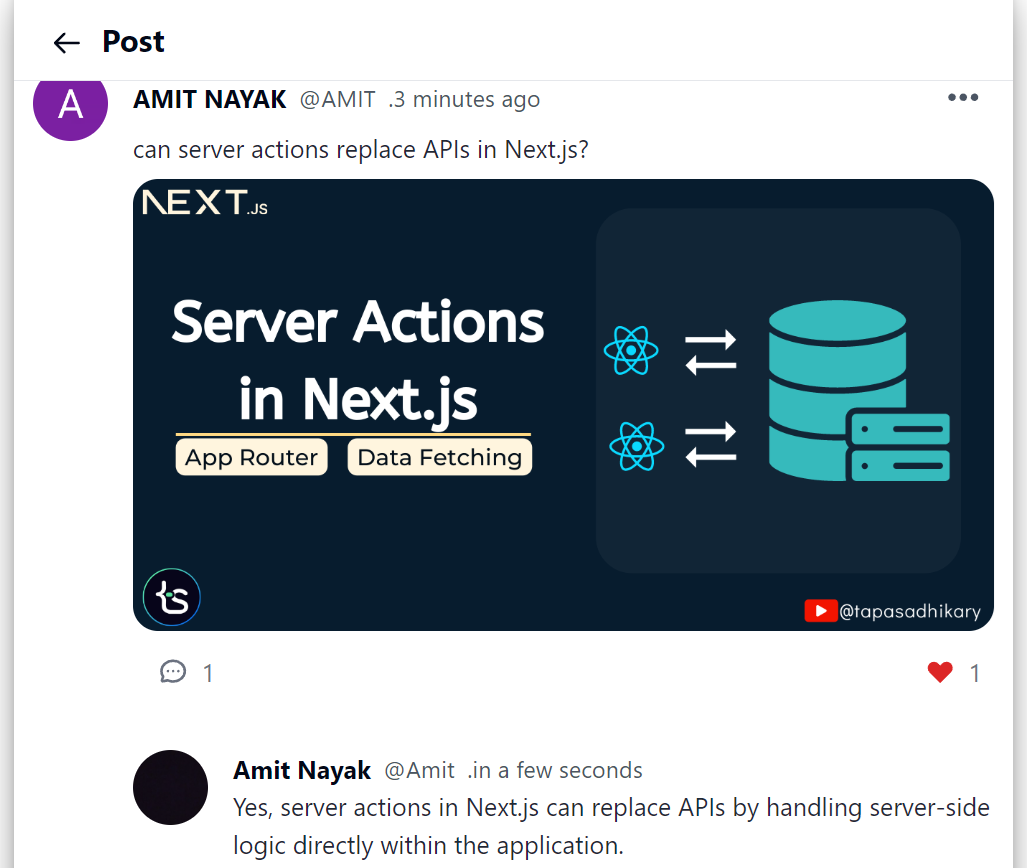 Post
A
AMIT NAYAK @AMIT .3 minutes ago
can server actions replace APIs in Next.js?
NEXT.JS
Server Actions
in Next.js
App Router Data Fetching
ts
@tapasadhikary
1 1
Amit Nayak @Amit .in a few seconds
Yes, server actions in Next.js can replace APIs by handling server-side
logic directly within the application.